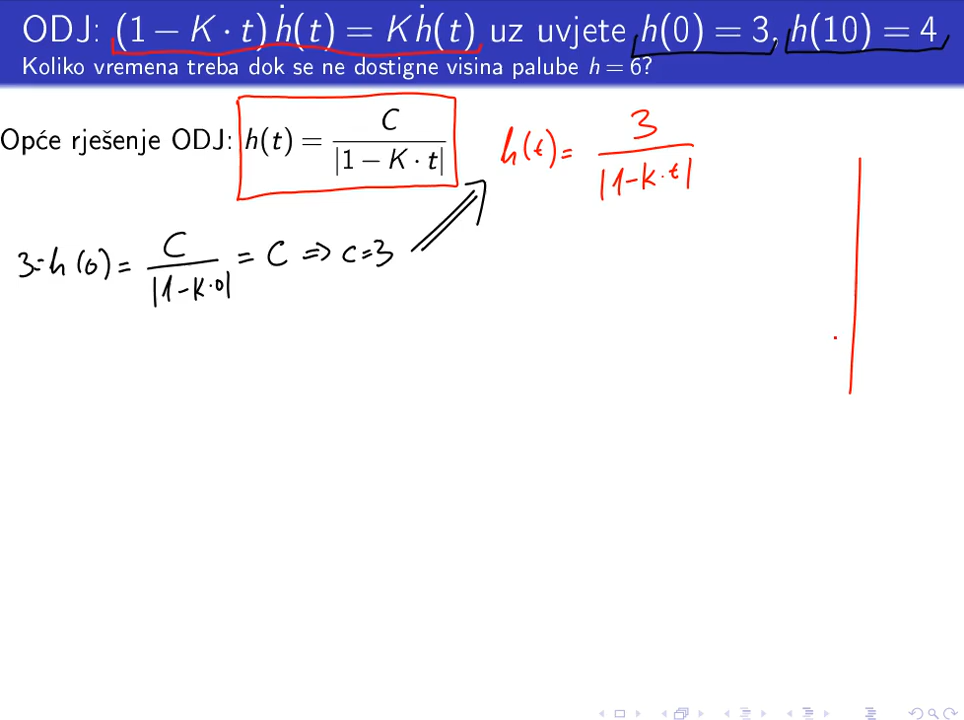 ODJ: (1 − K · t) ḣ(t) = Kḣ(t) uz uvjete h(0) = 3, h(10) = 4
Koliko vremena treba dok se ne dostigne visina palube h = 6?
Opće rješenje ODJ: h(t) = C / |1 − K · t|
h(t) = 3 / |1-K·t|
3=h(0) = C / |1-K·0| = C ⇒ C=3